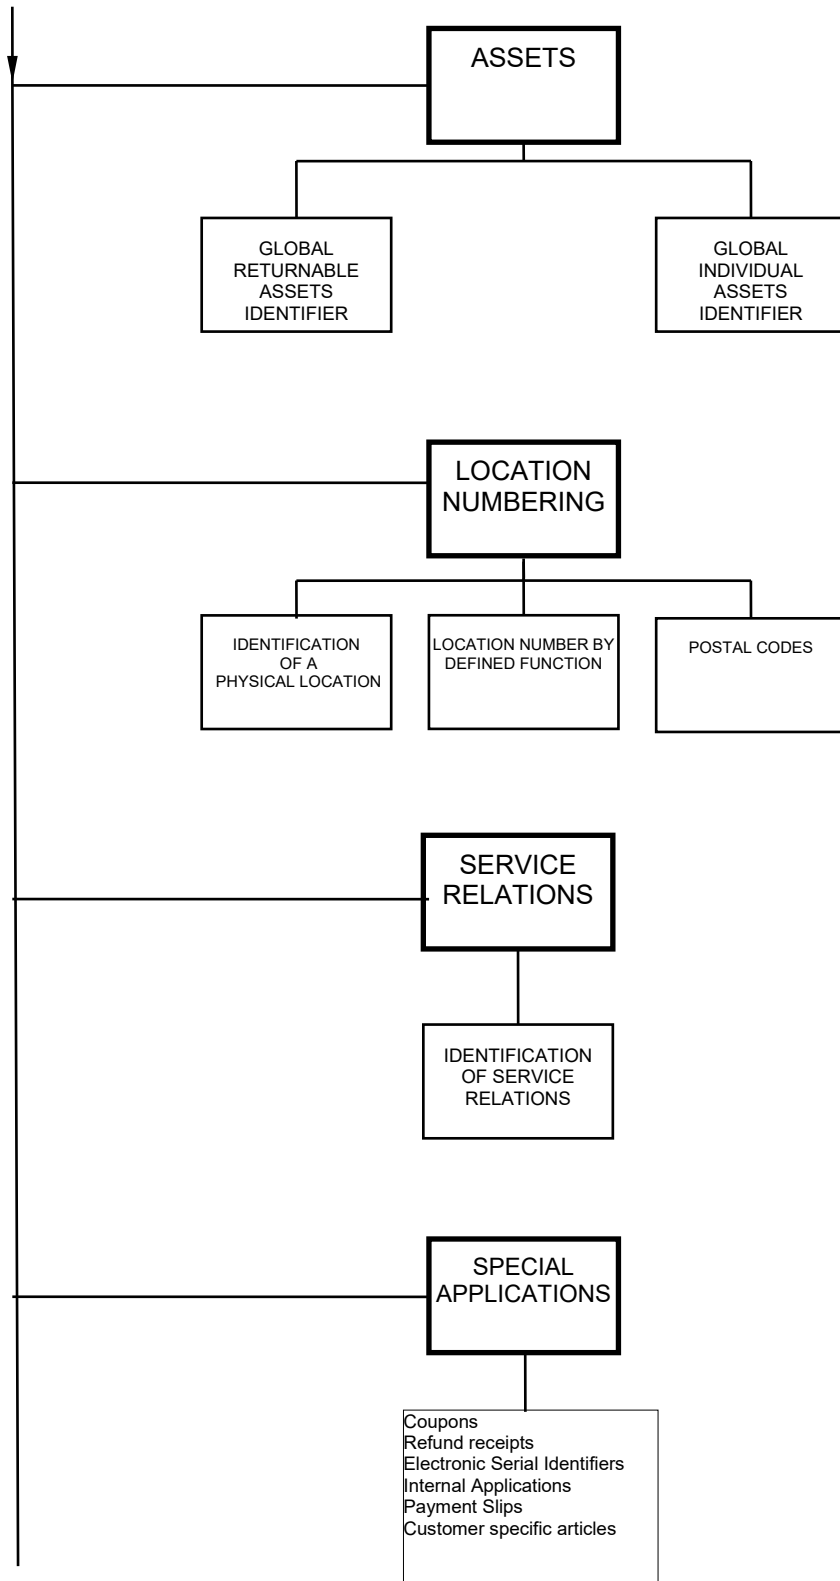 ASSETS
GLOBAL
RETURNABLE
ASSETS
IDENTIFIER
GLOBAL
INDIVIDUAL
ASSETS
IDENTIFIER
LOCATION
NUMBERING
IDENTIFICATION
OF A
PHYSICAL LOCATION
LOCATION NUMBER BY
DEFINED FUNCTION
POSTAL CODES
SERVICE
RELATIONS
IDENTIFICATION
OF SERVICE
RELATIONS
SPECIAL
APPLICATIONS
Coupons
Refund receipts
Electronic Serial Identifiers
Internal Applications
Payment Slips
Customer specific articles